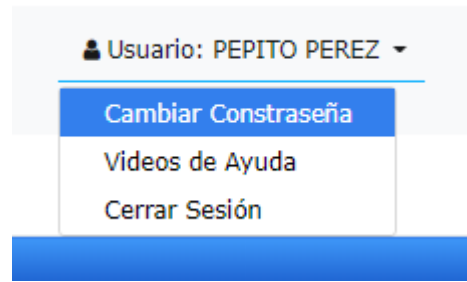 Usuario: PEPITO PEREZ
Cambiar Constraseña
Videos de Ayuda
Cerrar Sesión